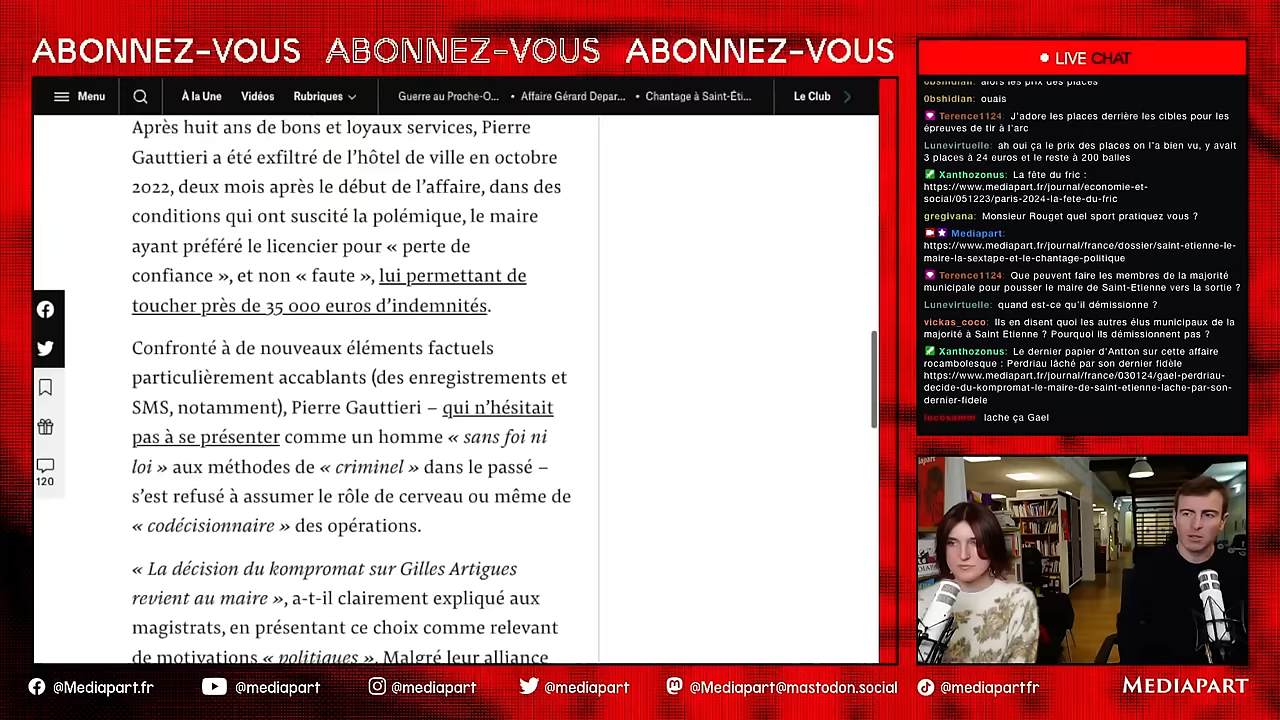 ABONNEZ-VOUS ABONNEZ-VOUS ABONNEZ-VOUS
Menu
À la Une
Vidéos
Rubriques
Guerre au Proche-O...
• Affaire Gérard Depar...
• Chantage à Saint-Éti...
Le Club
Après huit ans de bons et loyaux services, Pierre
Gauttieri a été exfiltré de l’hôtel de ville en octobre
2022, deux mois après le début de l’affaire, dans des
conditions qui ont suscité la polémique, le maire
ayant préféré le licencier pour « perte de
confiance », et non « faute », lui permettant de
toucher près de 35 000 euros d’indemnités.
Confronté à de nouveaux éléments factuels
particulièrement accablants (des enregistrements et
SMS, notamment), Pierre Gauttieri – qui n’hésitait
pas à se présenter comme un homme « sans foi ni
loi » aux méthodes de « criminel » dans le passé –
s’est refusé à assumer le rôle de cerveau ou même de
« codécisionnaire » des opérations.
« La décision du kompromat sur Gilles Artigues
revient au maire », a-t-il clairement expliqué aux
magistrats, en présentant ce choix comme relevant
de motivations « politiques ». Malgré leur alliance
120
LIVE CHAT
0bshidian: alors les prix des places
0bshidian: ouais
Terence1124: J'adore les places derrière les cibles pour les
épreuves de tir à l'arc
Lunevirtuelle: ah oui ça le prix des places on l'a bien vu, y avait
3 places à 24 euros et le reste à 200 balles
Xanthozonus: La fête du fric :
https://www.mediapart.fr/journal/economie-et-
social/051223/paris-2024-la-fete-du-fric
gregivana: Monsieur Rouget quel sport pratiquez vous ?
Mediapart:
https://www.mediapart.fr/journal/france/dossier/saint-etienne-le-
maire-la-sextape-et-le-chantage-politique
Terence1124: Que peuvent faire les membres de la majorité
municipale pour pousser le maire de Saint-Etienne vers la sortie ?
Lunevirtuelle: quand est-ce qu'il démissionne ?
vickas_coco: Ils en disent quoi les autres élus municipaux de la
majorité à Saint Etienne ? Pourquoi ils démissionnent pas ?
Xanthozonus: Le dernier papier d'Antton sur cette affaire
rocambolesque : Perdriau lâché par son dernier fidèle
https://www.mediapart.fr/journal/france/030124/gael-perdriau-
decide-du-kompromat-le-maire-de-saint-etienne-lache-par-son-
dernier-fidele
lache ça Gael
@Mediapart.fr
@mediapart
@mediapart
@mediapart
@Mediapart@mastodon.social
@mediapartfr
MEDIAPART